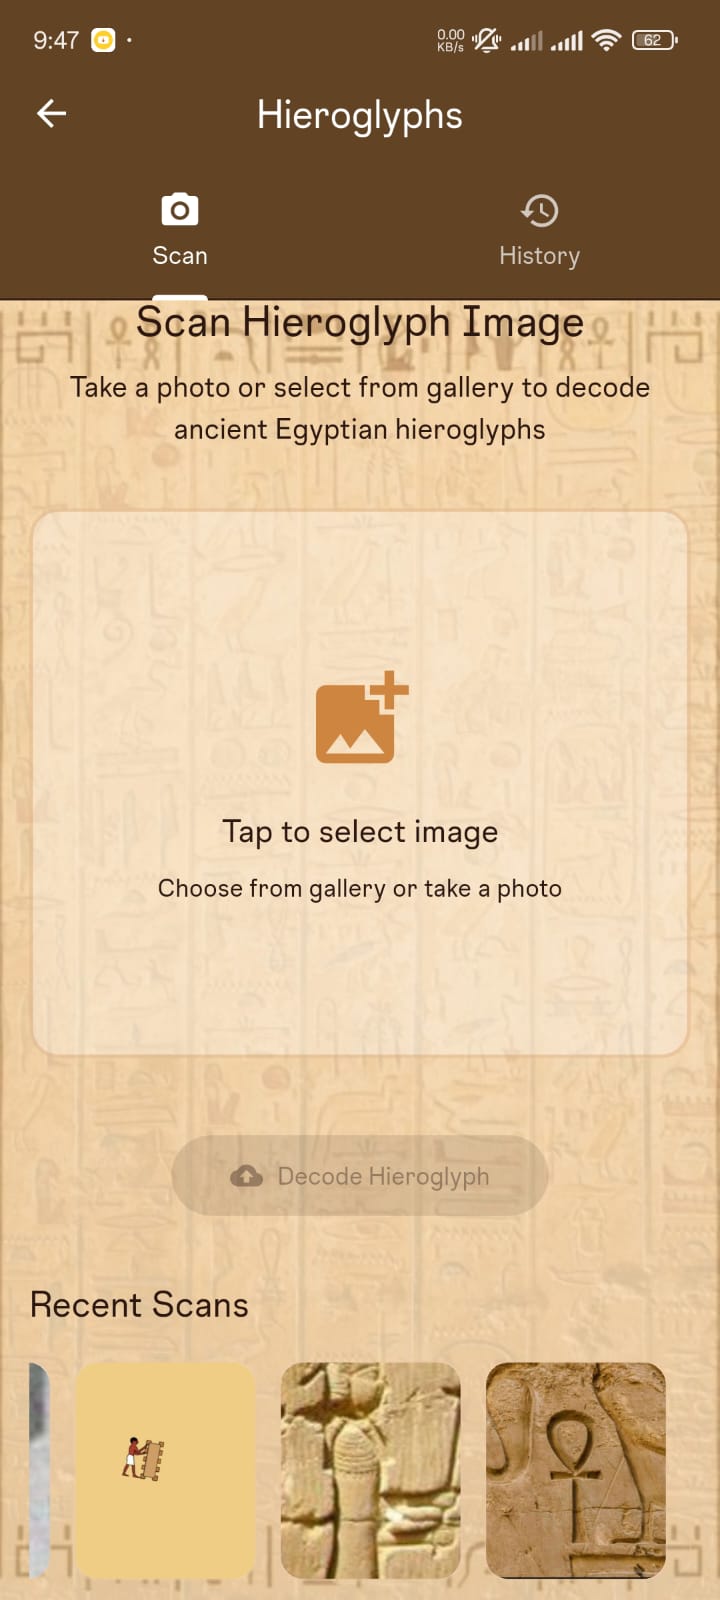 9:47
0.00
KB/s
62
Hieroglyphs
Scan
History
Scan Hieroglyph Image
Take a photo or select from gallery to decode
ancient Egyptian hieroglyphs
Tap to select image
Choose from gallery or take a photo
Decode Hieroglyph
Recent Scans